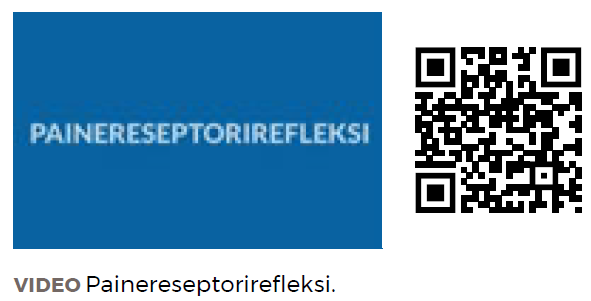 PAINERESEPTORIREFLEKSI
VIDEO Painereseptorirefleksi.